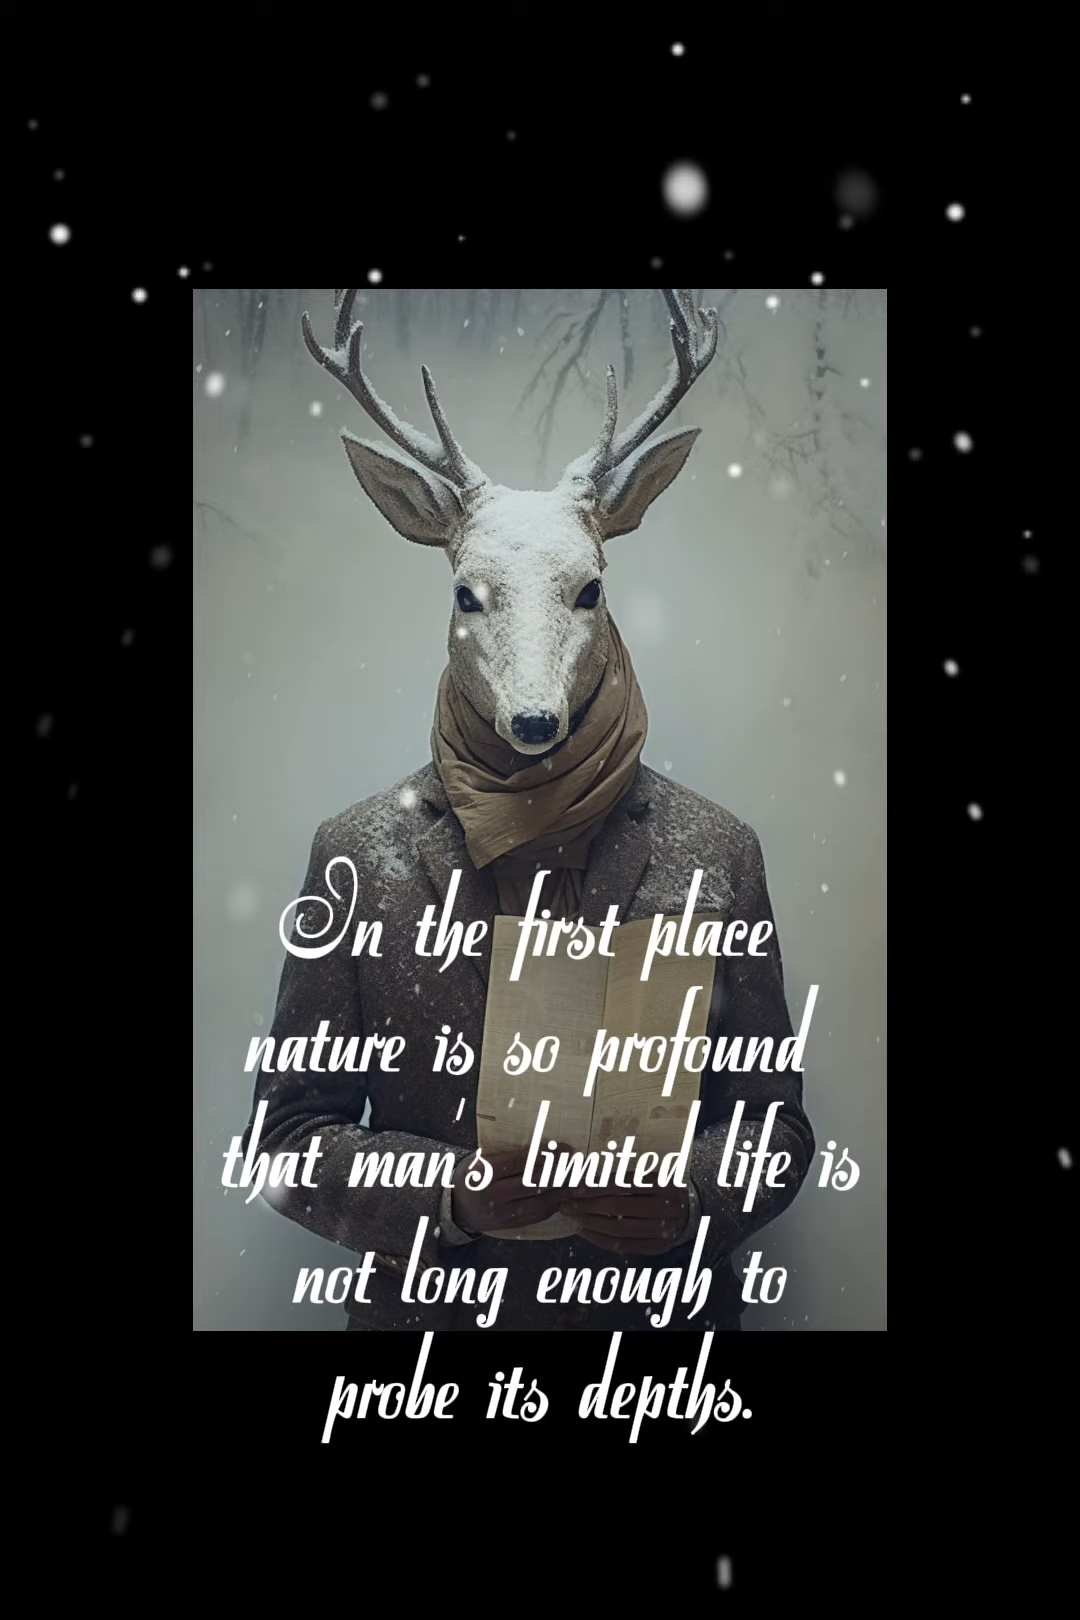 In the first place
nature is so profound
that man's limited life is
not long enough to
probe its depths.